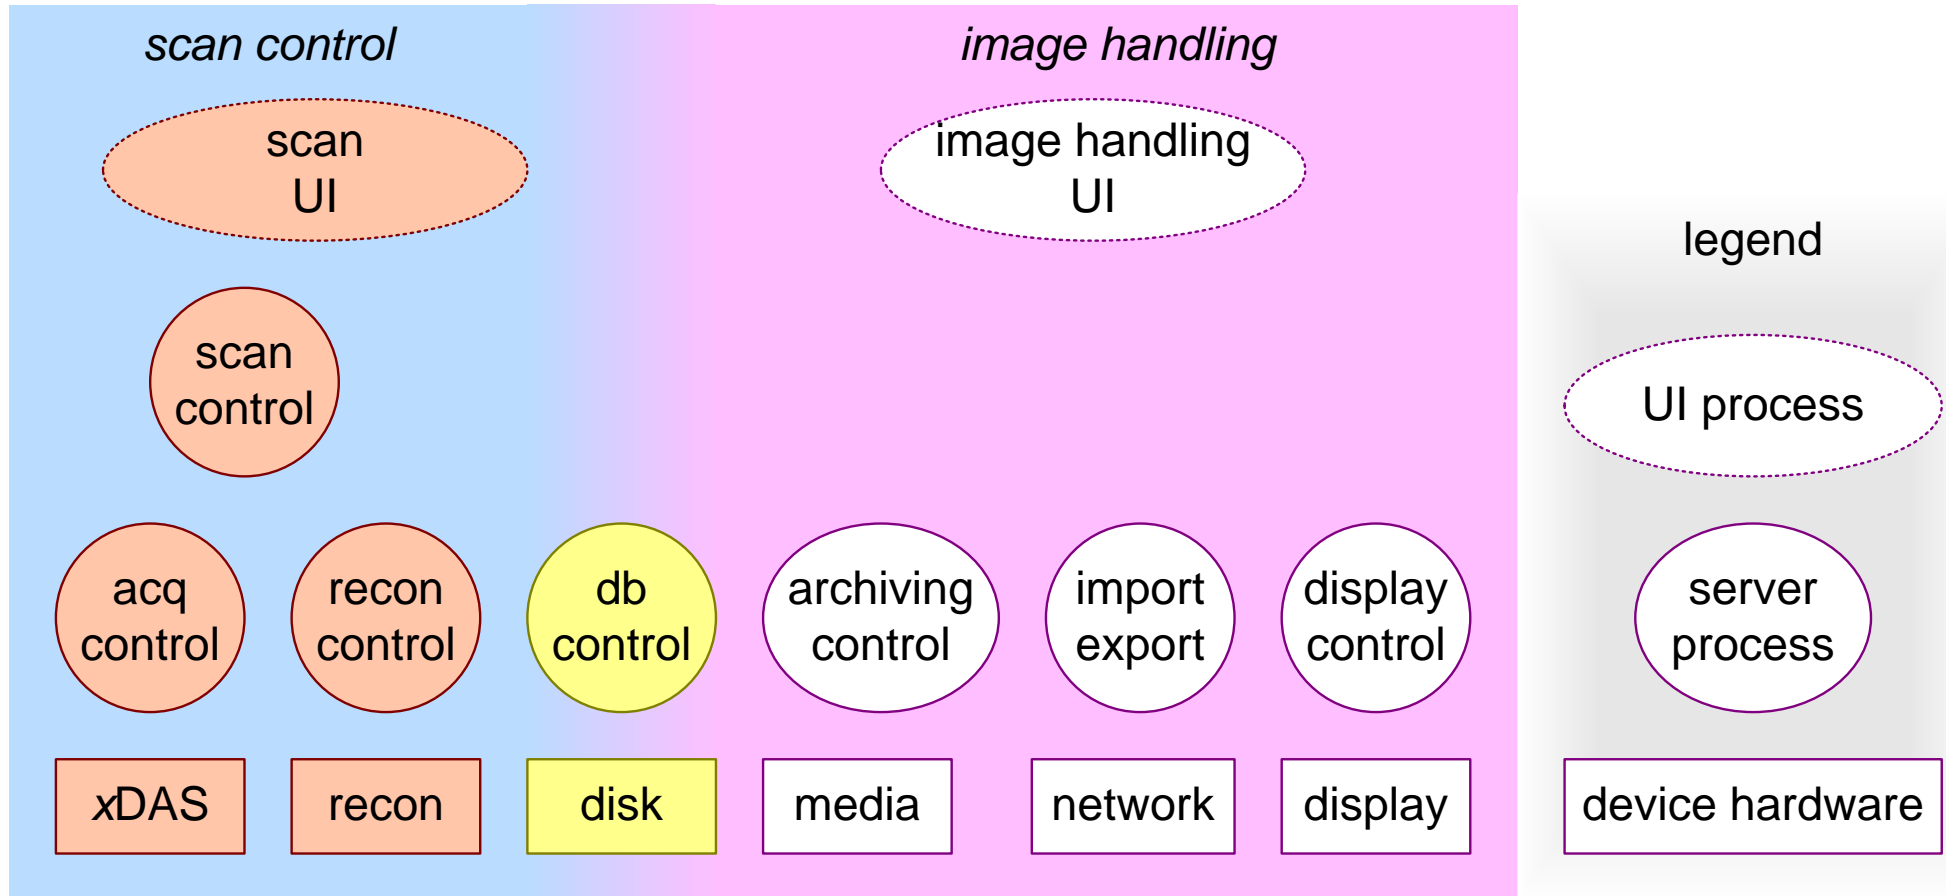 scan control
image handling
scan
UI
image handling
UI
legend
scan
control
UI process
acq
control
recon
control
db
control
archiving
control
import
export
display
control
server
process
xDAS
recon
disk
media
network
display
device hardware